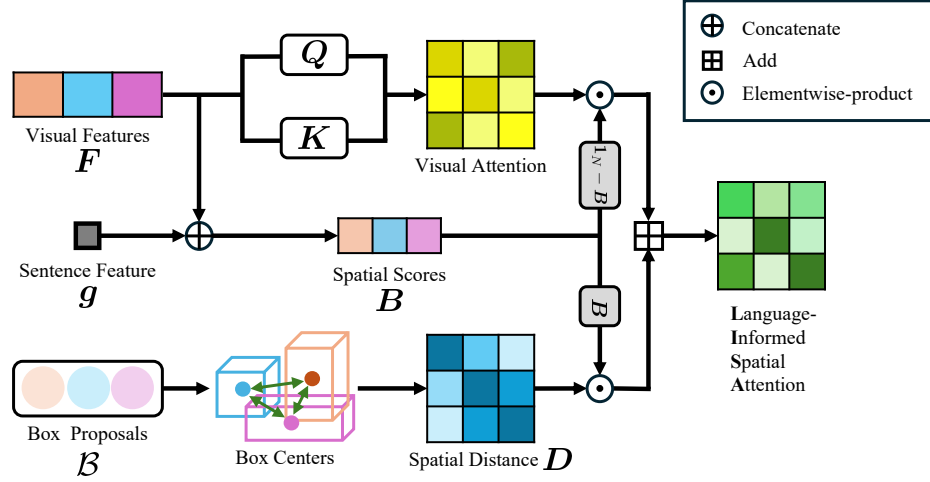 Q
K
Visual Features
F
Visual Attention
Concatenate
Add
Elementwise-product
1_N − B
Sentence Feature
g
Spatial Scores
B
B
Language-
Informed
Spatial
Attention
Box Proposals
ℬ
Box Centers
Spatial Distance D